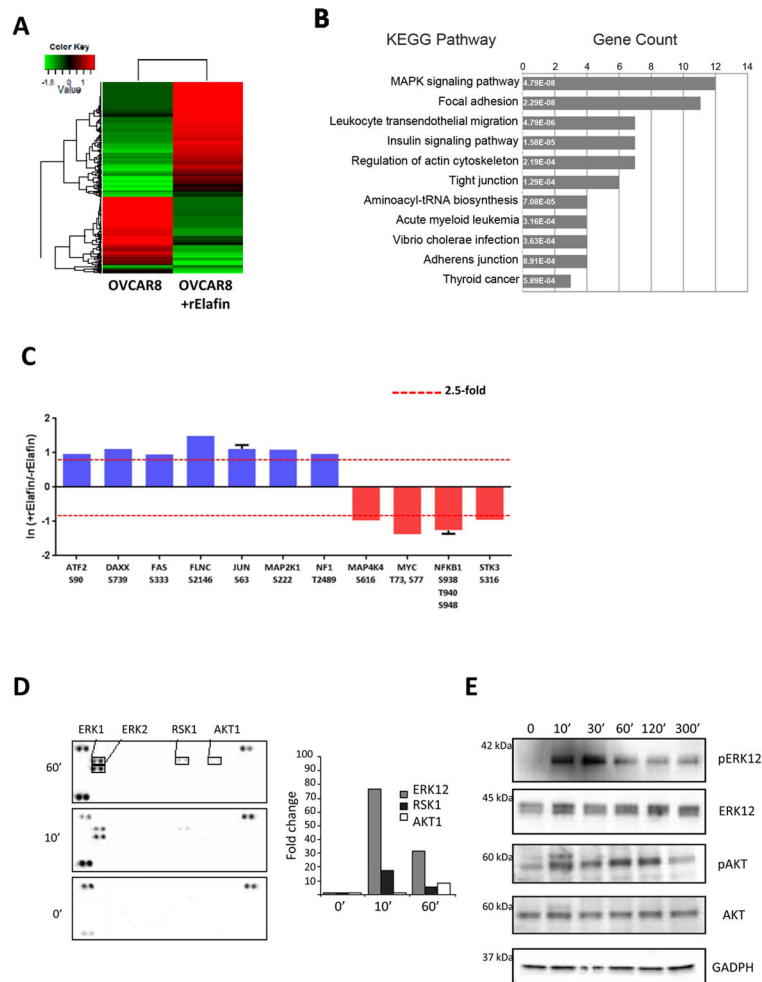 A
Color Key
-1.5 0 1
Value
OVCAR8
OVCAR8
+rElafin
B
KEGG Pathway
Gene Count
0 2 4 6 8 10 12 14
MAPK signaling pathway 4.79E-08
Focal adhesion 2.29E-08
Leukocyte transendothelial migration 4.79E-06
Insulin signaling pathway 1.58E-05
Regulation of actin cytoskeleton 2.19E-04
Tight junction 1.29E-04
Aminoacyl-tRNA biosynthesis 7.08E-05
Acute myeloid leukemia 3.16E-04
Vibrio cholerae infection 3.63E-04
Adherens junction 8.91E-04
Thyroid cancer 5.89E-04
C
2.5-fold
ln (+rElafin/-rElafin)
2
1
0
-1
-2
ATF2 DAXX FAS FLNC JUN MAP2K1 NF1 MAP4K4 MYC NFKB1 STK3
S90 S739 S333 S2146 S63 S222 T2489 S616 T73, S77 S938 S316
T940
S948
D
ERK1 ERK2 RSK1 AKT1
60'
10'
0'
Fold change
100
90
80
70
60
50
40
30
20
10
0' 10' 60'
ERK12
RSK1
AKT1
E
0 10' 30' 60' 120' 300'
42 kDa
pERK12
45 kDa
ERK12
60 kDa
pAKT
60 kDa
AKT
37 kDa
GADPH